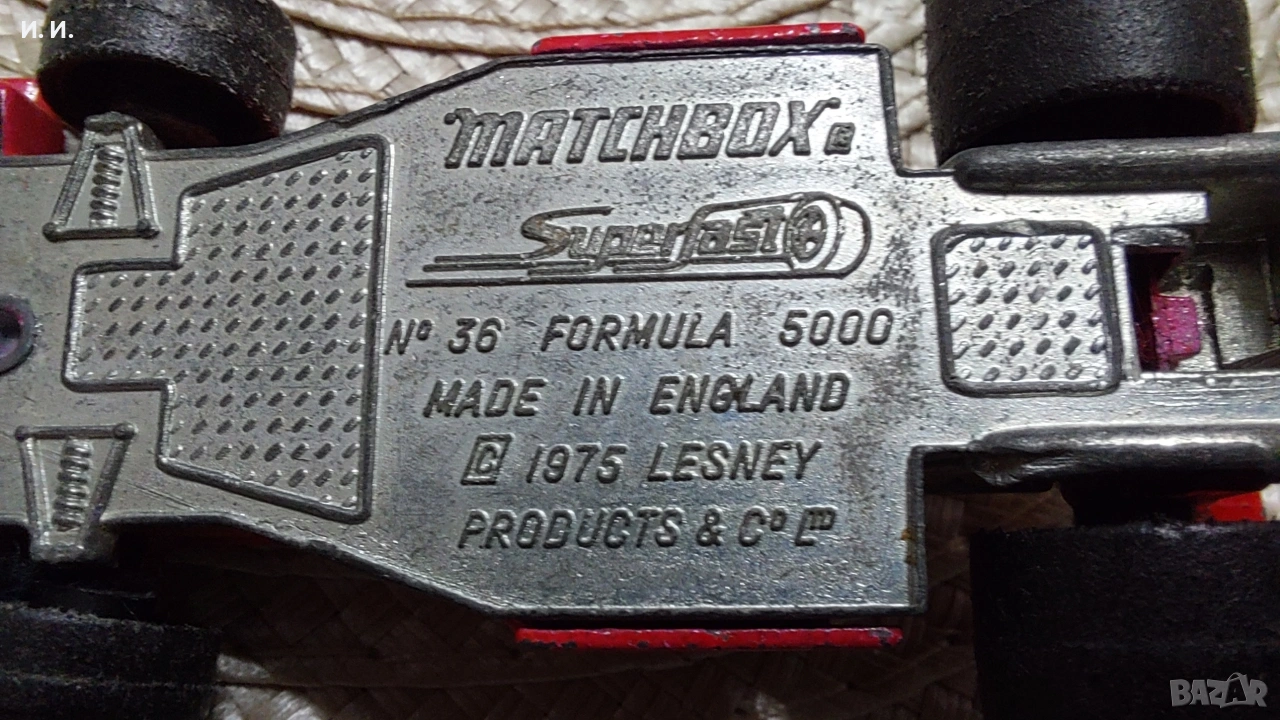 И.И.
MATCHBOX ®
Superfast
Nº 36 FORMULA 5000
MADE IN ENGLAND
© 1975 LESNEY
PRODUCTS & Cº Lᵀᴰ
BAZAR